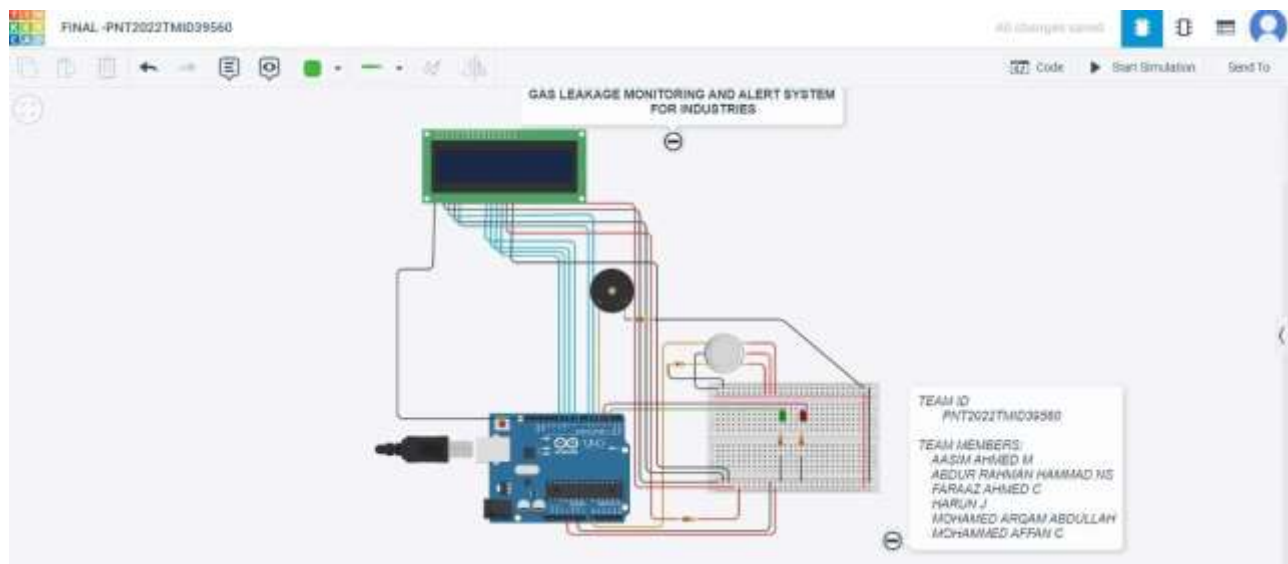 FINAL -PNT2022TMID39560
All changes saved
Code
Start Simulation
Send To
GAS LEAKAGE MONITORING AND ALERT SYSTEM
FOR INDUSTRIES
UNO
TEAM ID
PNT2022TMID39560
TEAM MEMBERS:
AASIM AHMED M
ABDUR RAHMAN HAMMAD NS
FARAAZ AHMED C
HARUN J
MOHAMED ARQAM ABDULLAH
MOHAMMED AFFAN C